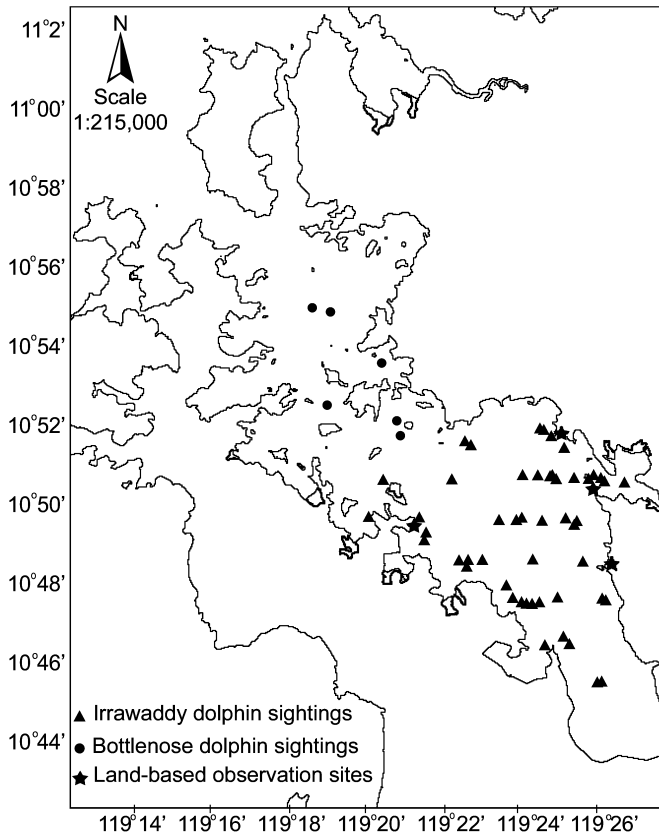 11°2’
N
Scale
1:215,000
11°00’
10°58’
10°56’
10°54’
10°52’
10°50’
10°48’
10°46’
10°44’
Irrawaddy dolphin sightings
Bottlenose dolphin sightings
Land-based observation sites
119°14’ 119°16’ 119°18’ 119°20’ 119°22’ 119°24’ 119°26’